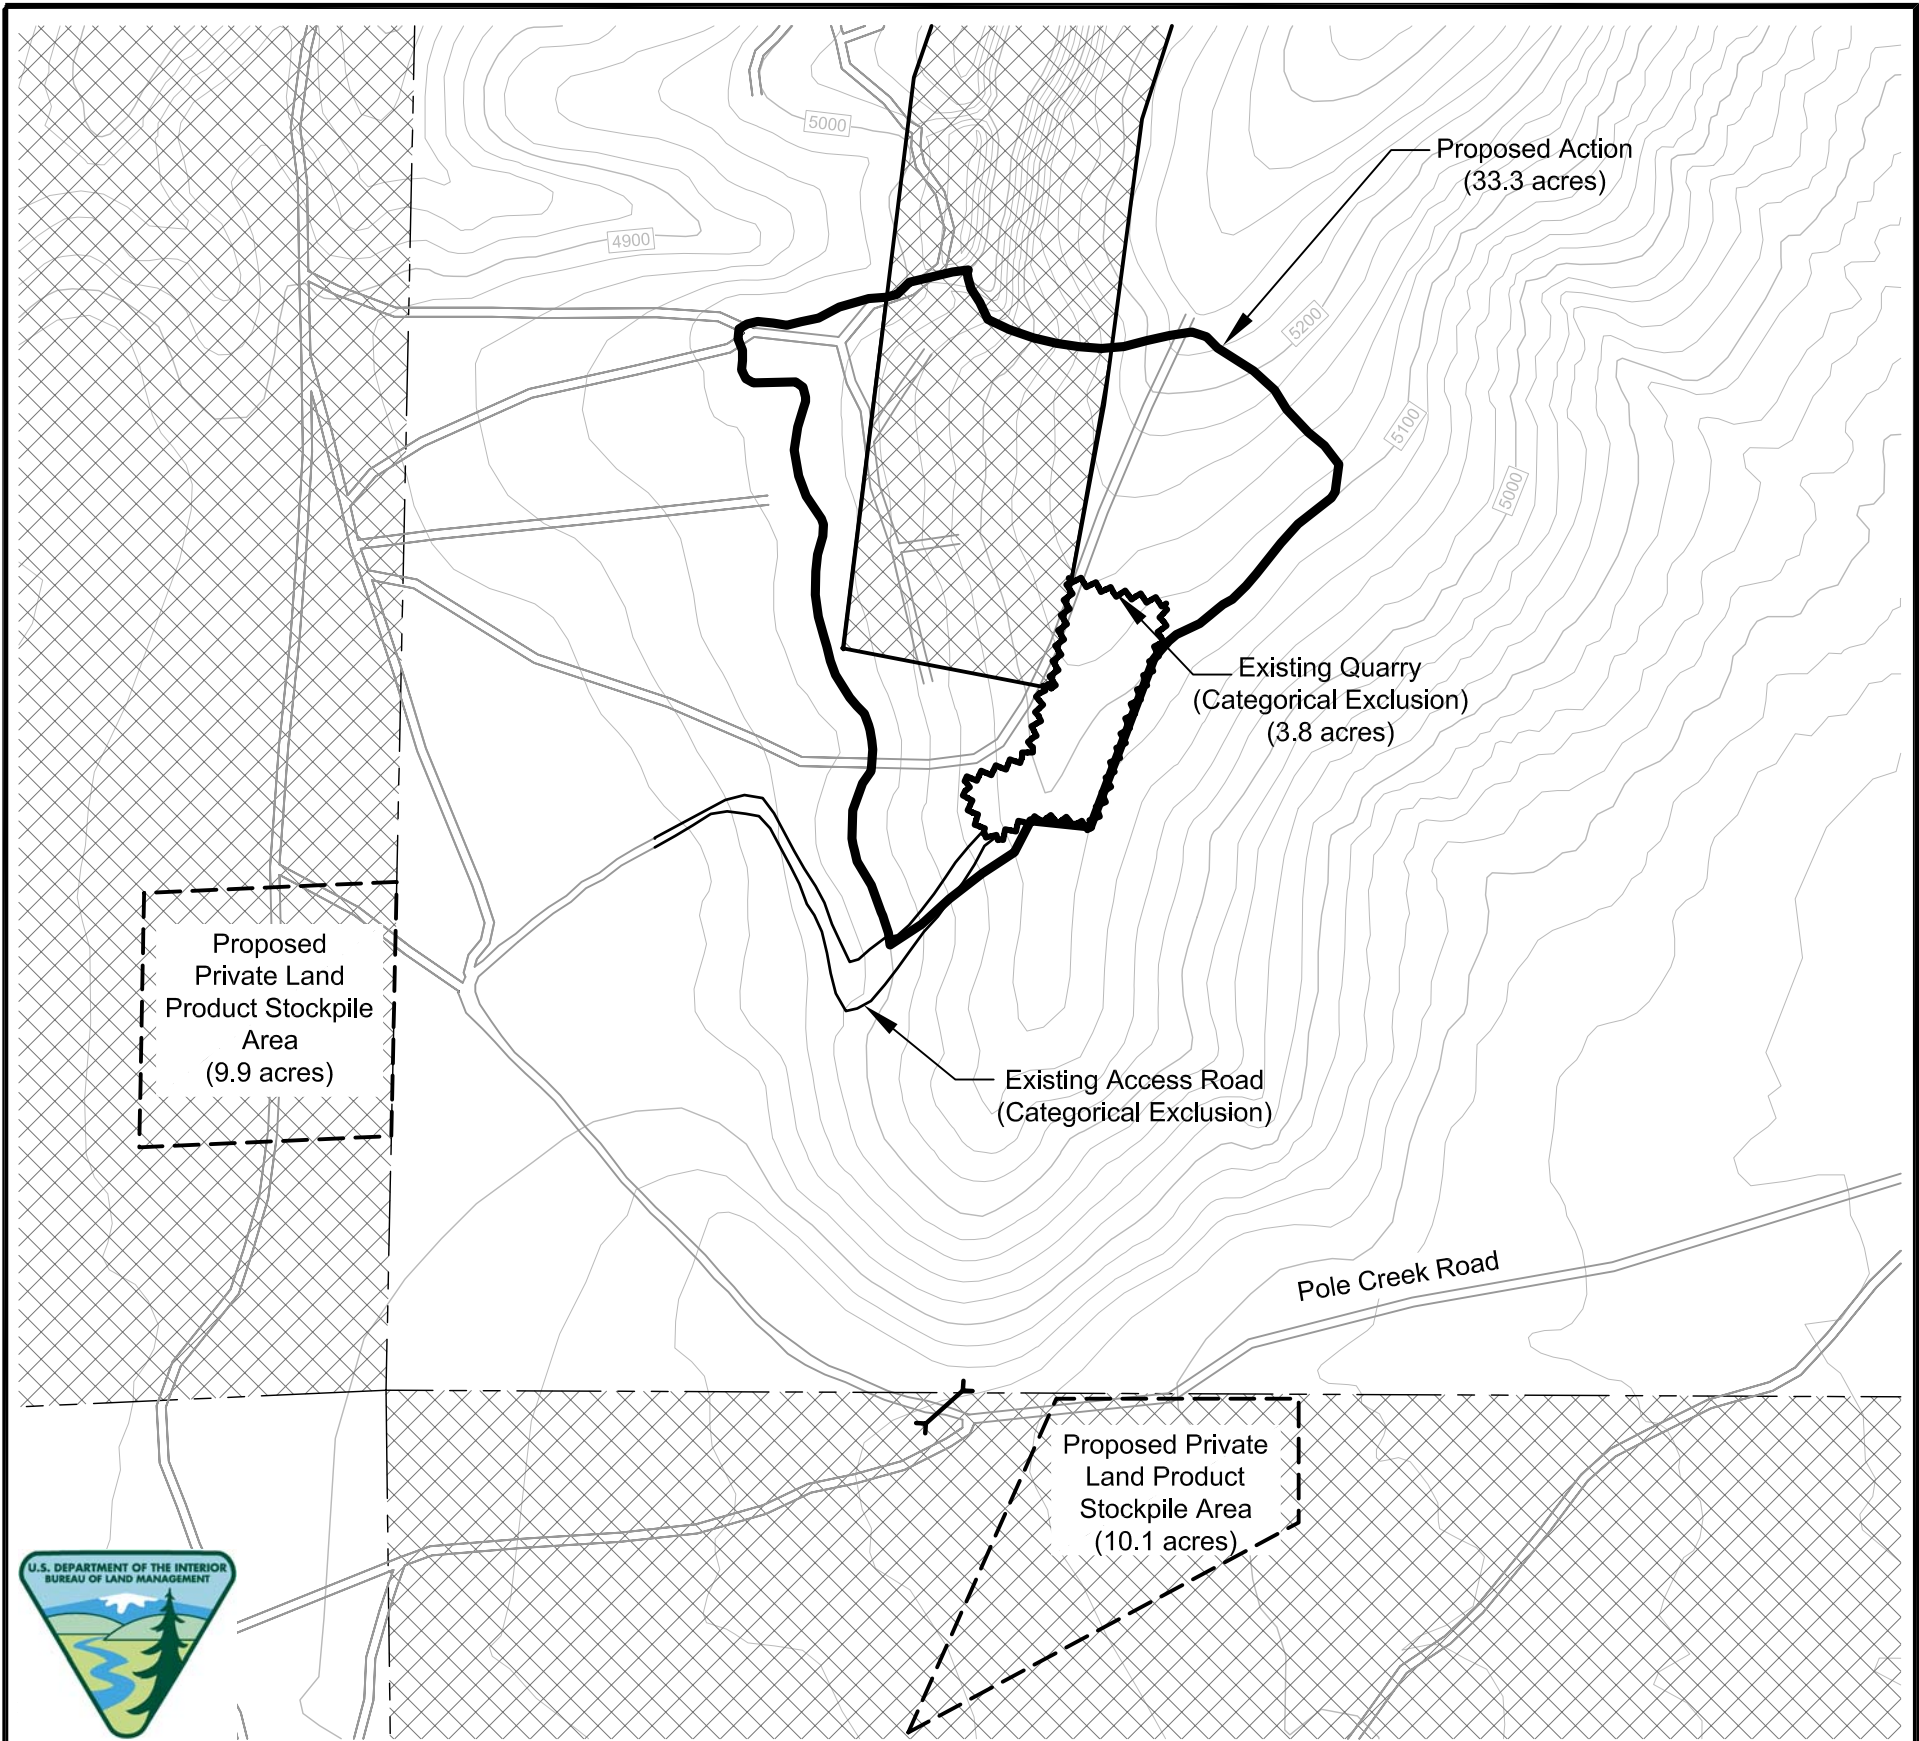 5000
Proposed Action
(33.3 acres)
4900
5200
5100
5000
Existing Quarry
(Categorical Exclusion)
(3.8 acres)
Proposed
Private Land
Product Stockpile
Area
(9.9 acres)
Existing Access Road
(Categorical Exclusion)
Pole Creek Road
Proposed Private
Land Product
Stockpile Area
(10.1 acres)
U.S. DEPARTMENT OF THE INTERIOR
BUREAU OF LAND MANAGEMENT